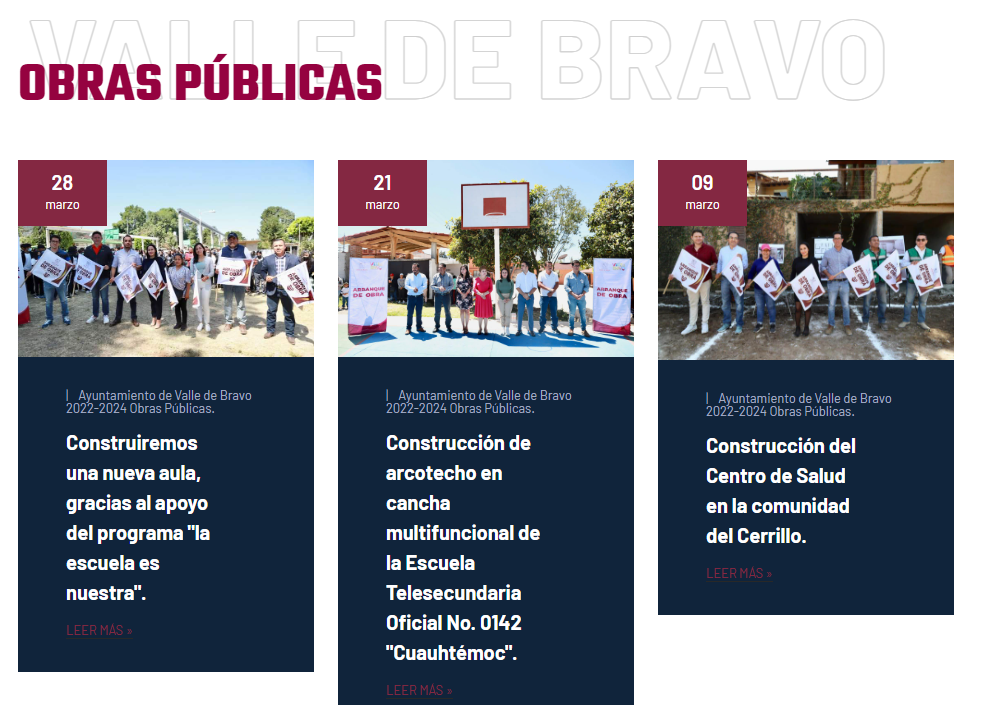 VALLE DE BRAVO
OBRAS PÚBLICAS
28
marzo
ARRANQUE
DE OBRA
| Ayuntamiento de Valle de Bravo
2022-2024 Obras Públicas.
Construiremos
una nueva aula,
gracias al apoyo
del programa "la
escuela es
nuestra".
LEER MÁS »
21
marzo
ARRANQUE
DE OBRA
ARRANQUE
DE OBRA
| Ayuntamiento de Valle de Bravo
2022-2024 Obras Públicas.
Construcción de
arcotecho en
cancha
multifuncional de
la Escuela
Telesecundaria
Oficial No. 0142
"Cuauhtémoc".
LEER MÁS »
09
marzo
| Ayuntamiento de Valle de Bravo
2022-2024 Obras Públicas.
Construcción del
Centro de Salud
en la comunidad
del Cerrillo.
LEER MÁS »